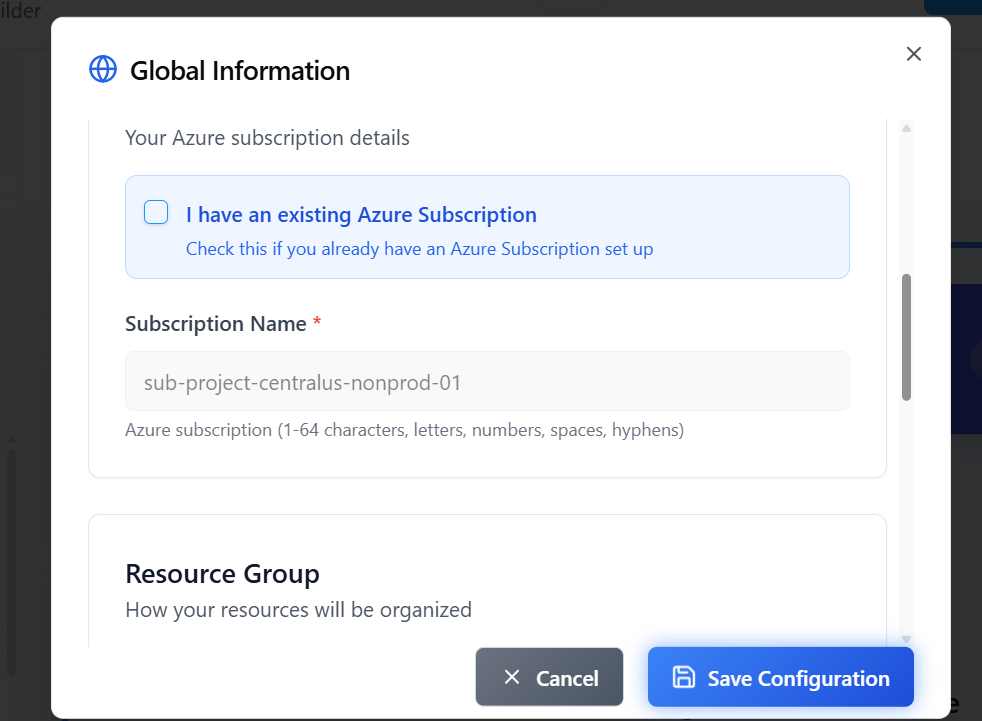 ilder
Global Information
Your Azure subscription details
I have an existing Azure Subscription
Check this if you already have an Azure Subscription set up
Subscription Name *
sub-project-centralus-nonprod-01
Azure subscription (1-64 characters, letters, numbers, spaces, hyphens)
Resource Group
How your resources will be organized
Cancel
Save Configuration